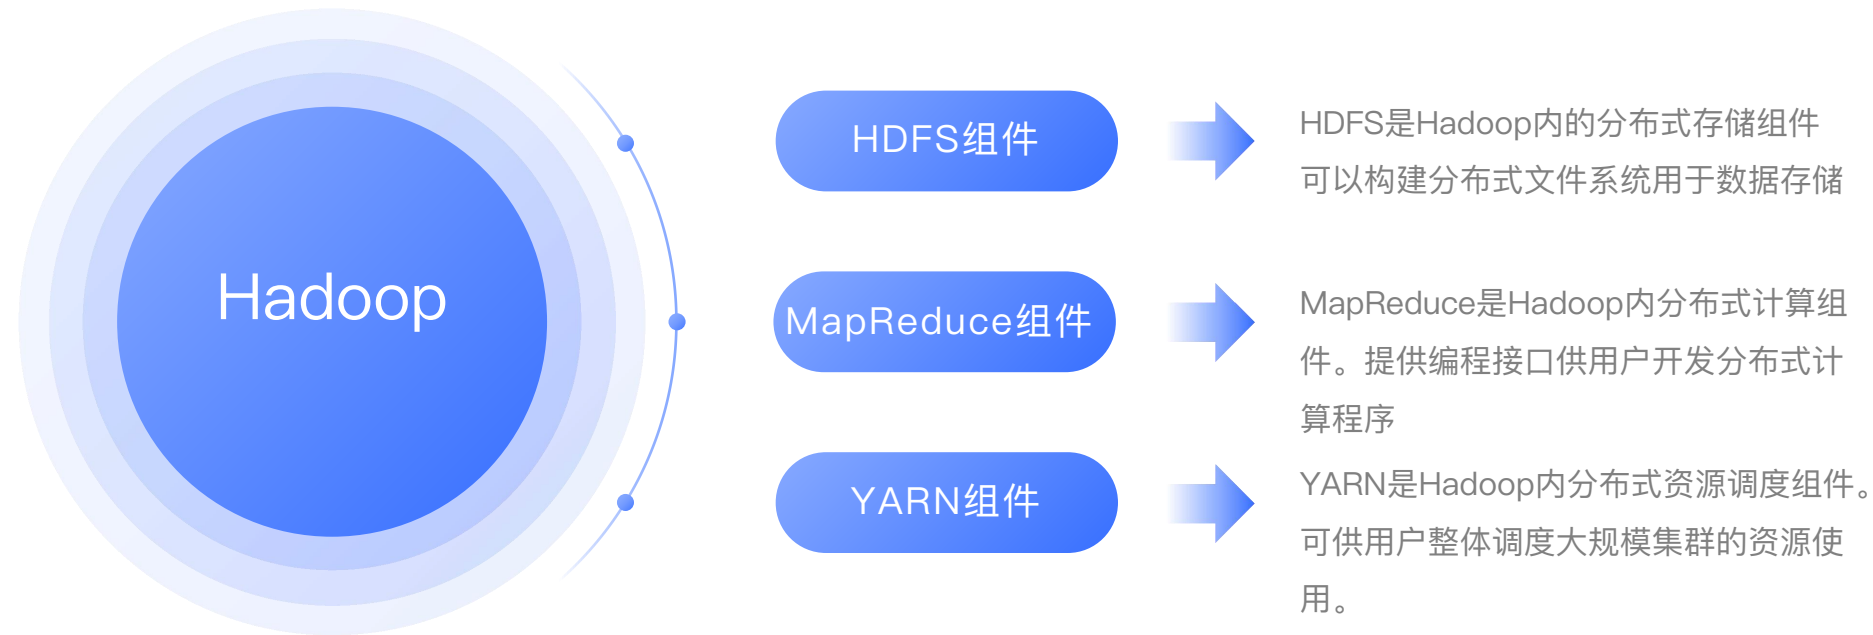 Hadoop
HDFS组件
HDFS是Hadoop内的分布式存储组件
可以构建分布式文件系统用于数据存储
MapReduce组件
MapReduce是Hadoop内分布式计算组
件。提供编程接口供用户开发分布式计
算程序
YARN组件
YARN是Hadoop内分布式资源调度组件。
可供用户整体调度大规模集群的资源使
用。